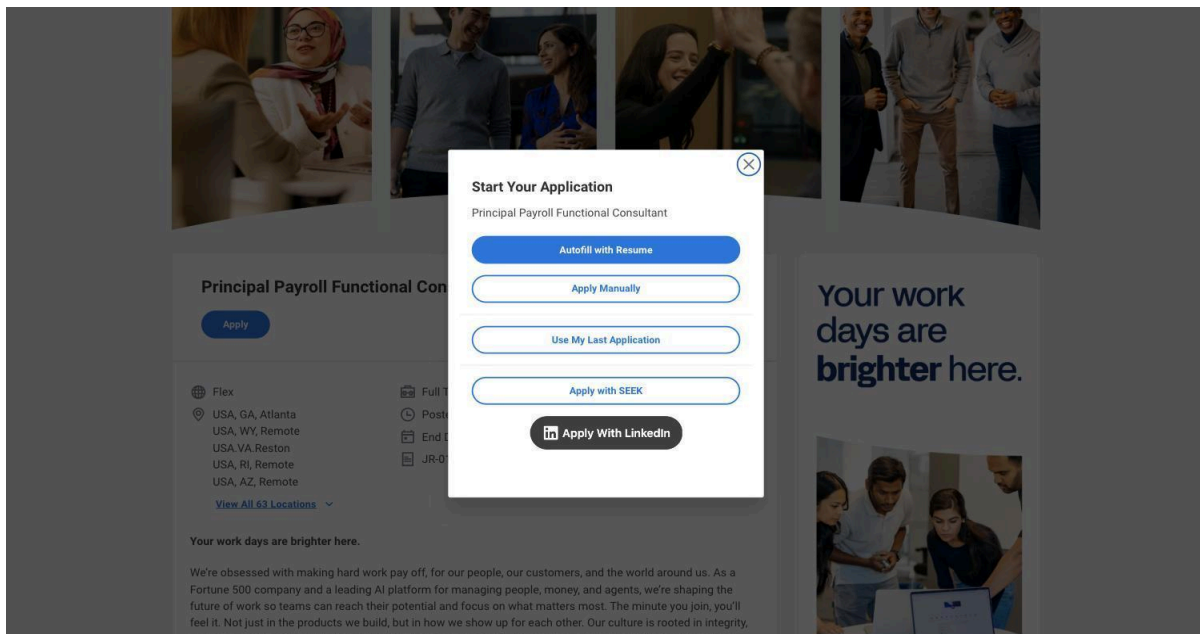 Start Your Application
Principal Payroll Functional Consultant
Autofill with Resume
Apply Manually
Use My Last Application
Apply with SEEK
in Apply With LinkedIn
Principal Payroll Functional Con
Apply
Flex
USA, GA, Atlanta
USA, WY, Remote
USA.VA.Reston
USA, RI, Remote
USA, AZ, Remote
View All 63 Locations
Full T
Poste
End D
JR-01
Your work days are brighter here.
We're obsessed with making hard work pay off, for our people, our customers, and the world around us. As a
Fortune 500 company and a leading AI platform for managing people, money, and agents, we're shaping the
future of work so teams can reach their potential and focus on what matters most. The minute you join, you'll
feel it. Not just in the products we build, but in how we show up for each other. Our culture is rooted in integrity,
Your work
days are
brighter here.